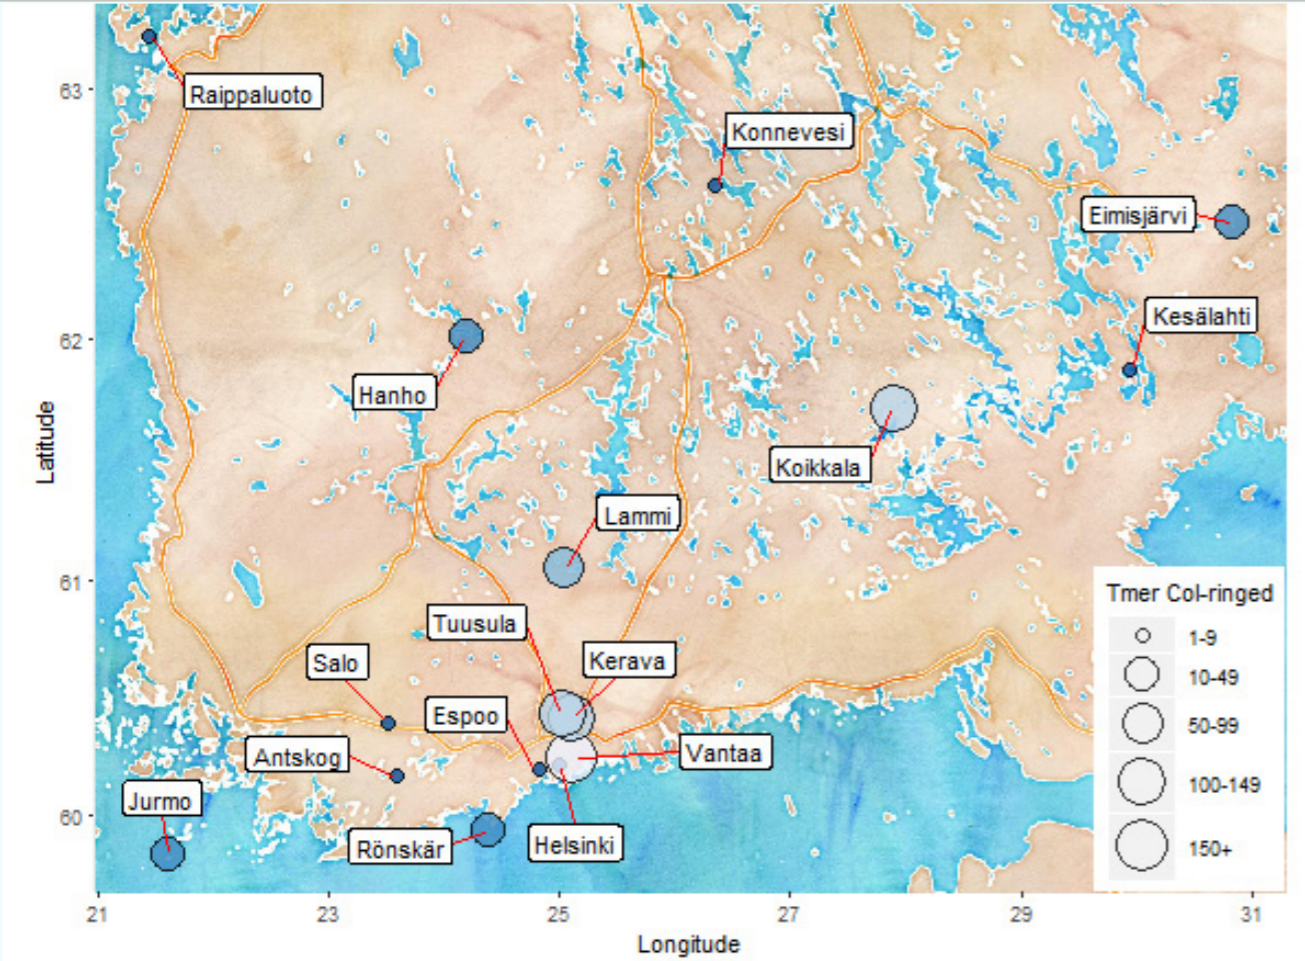 Raippaluoto
63
Konnevesi
Eimisjärvi
Kesälahti
62
Hanho
Latitude
Koikkala
Lammi
61
Tmer Col-ringed
1-9
10-49
50-99
100-149
150+
Tuusula
Kerava
Salo
Espoo
Vantaa
Antskog
Jurmo
60
Rönskär
Helsinki
21
23
25
27
29
31
Longitude